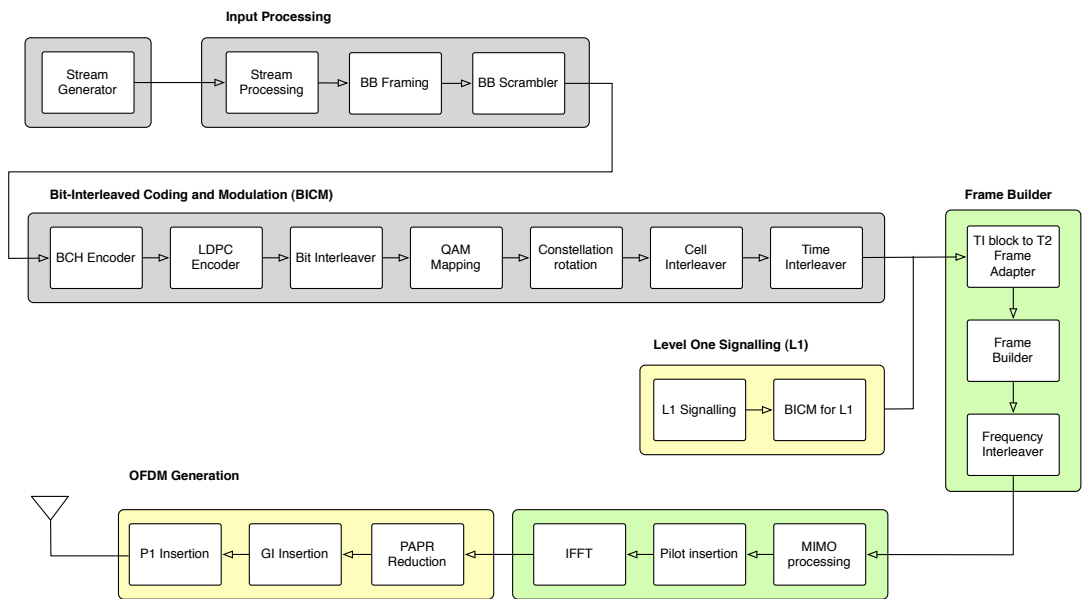 Input Processing
Stream
Generator
Stream
Processing
BB Framing
BB Scrambler
Bit-Interleaved Coding and Modulation (BICM)
BCH Encoder
LDPC
Encoder
Bit Interleaver
QAM
Mapping
Constellation
rotation
Cell
Interleaver
Time
Interleaver
Frame Builder
TI block to T2
Frame
Adapter
Frame
Builder
Frequency
Interleaver
Level One Signalling (L1)
L1 Signalling
BICM for L1
OFDM Generation
P1 Insertion
GI Insertion
PAPR
Reduction
IFFT
Pilot insertion
MIMO
processing